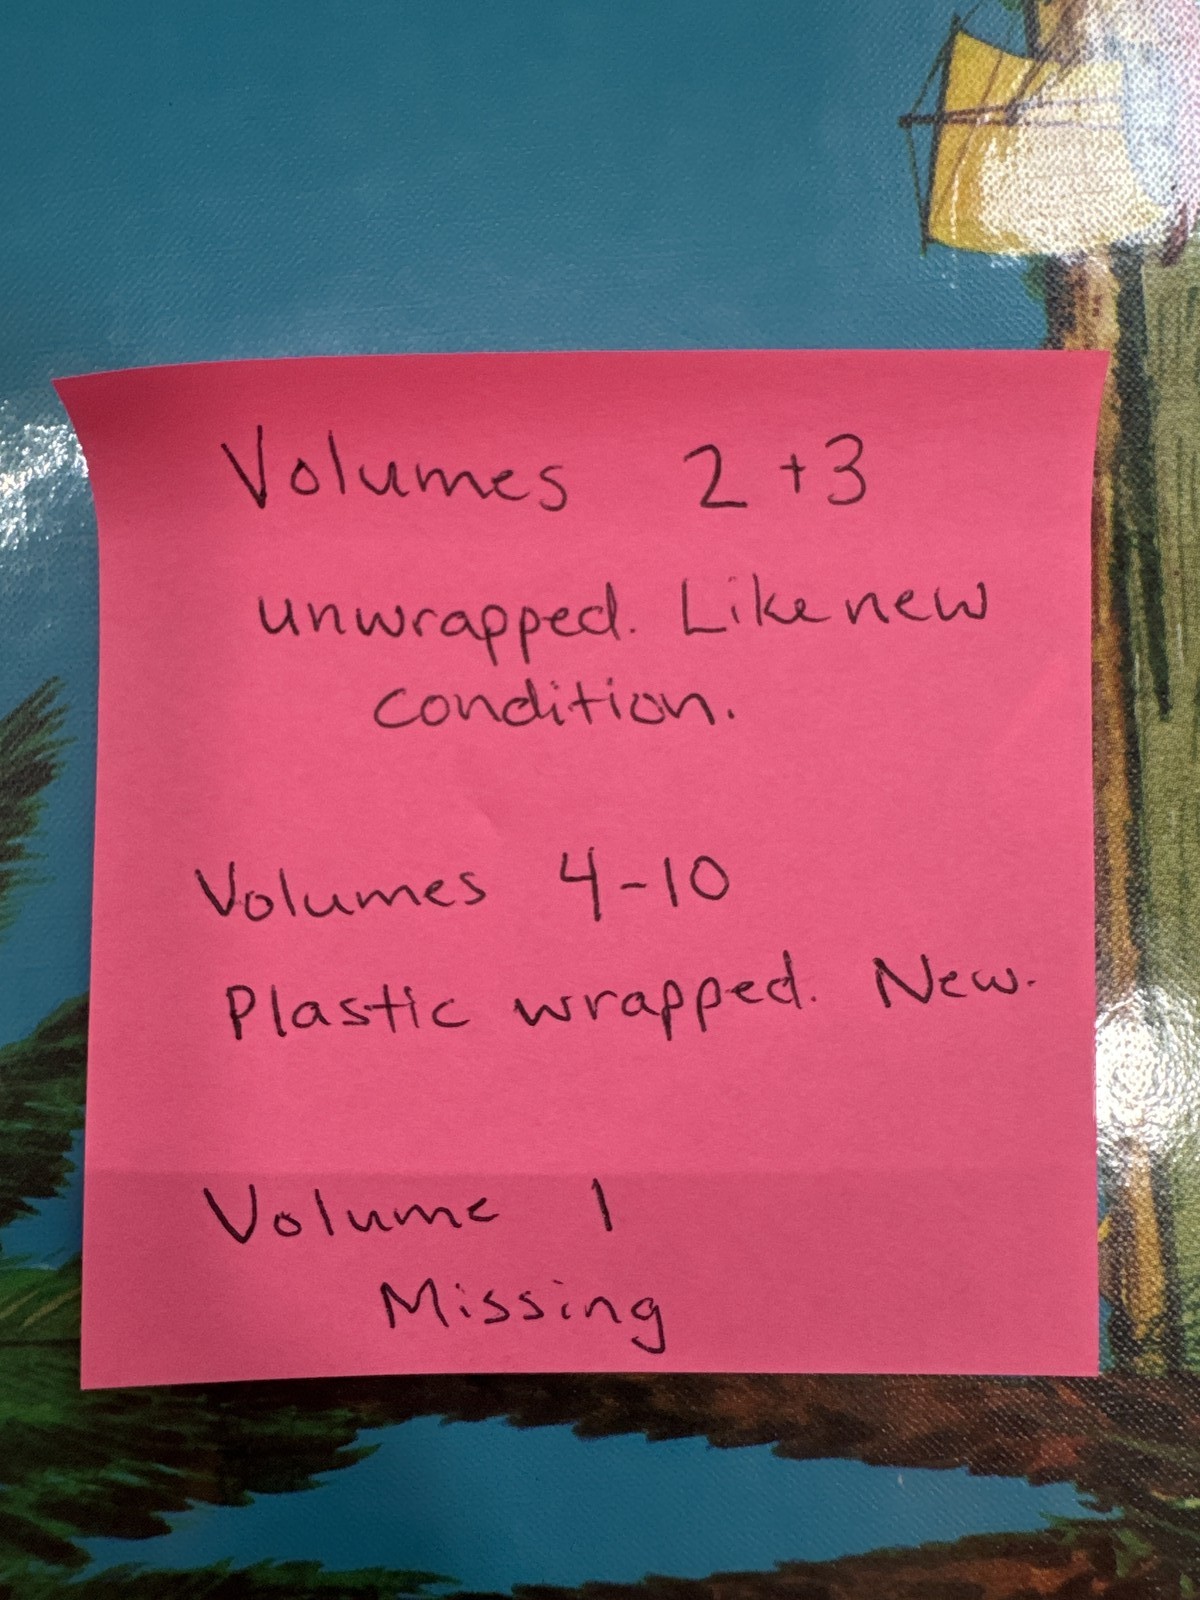 Volumes 2+3
unwrapped. Like new
condition.
Volumes 4-10
Plastic wrapped. New.
Volume 1
Missing